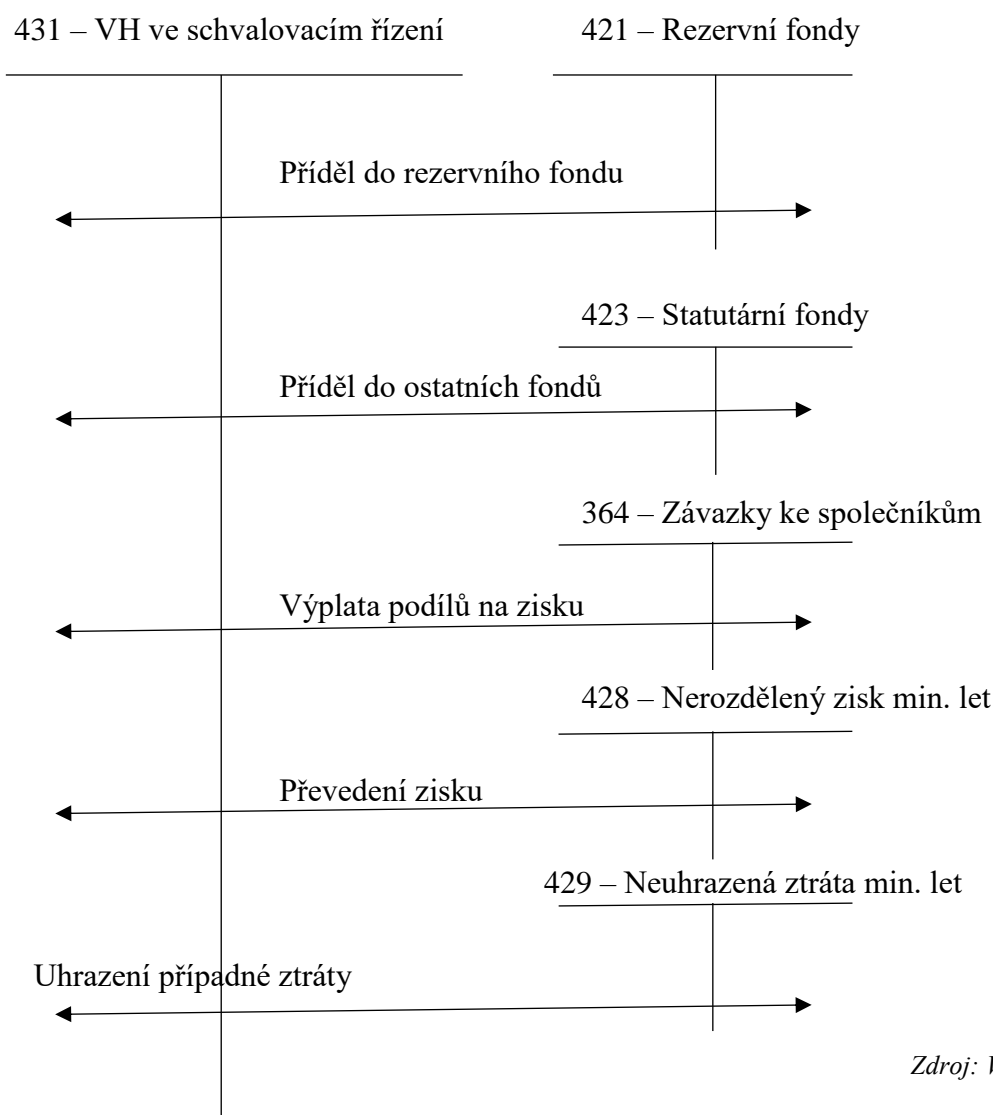 431 – VH ve schvalovacím řízení
421 – Rezervní fondy
Příděl do rezervního fondu
423 – Statutární fondy
Příděl do ostatních fondů
364 – Závazky ke společníkům
Výplata podílů na zisku
428 – Nerozdělený zisk min. let
Převedení zisku
429 – Neuhrazená ztráta min. let
Uhrazení případné ztráty
Zdroj: